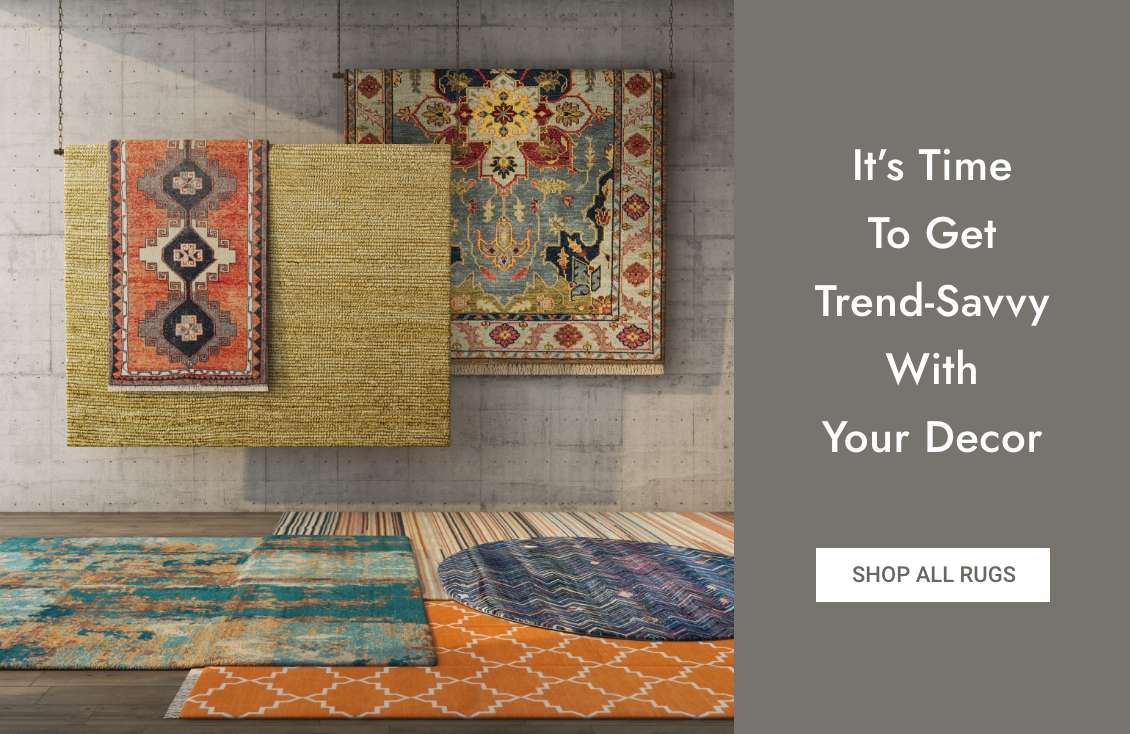 It’s Time
To Get
Trend-Savvy
With
Your Decor
SHOP ALL RUGS